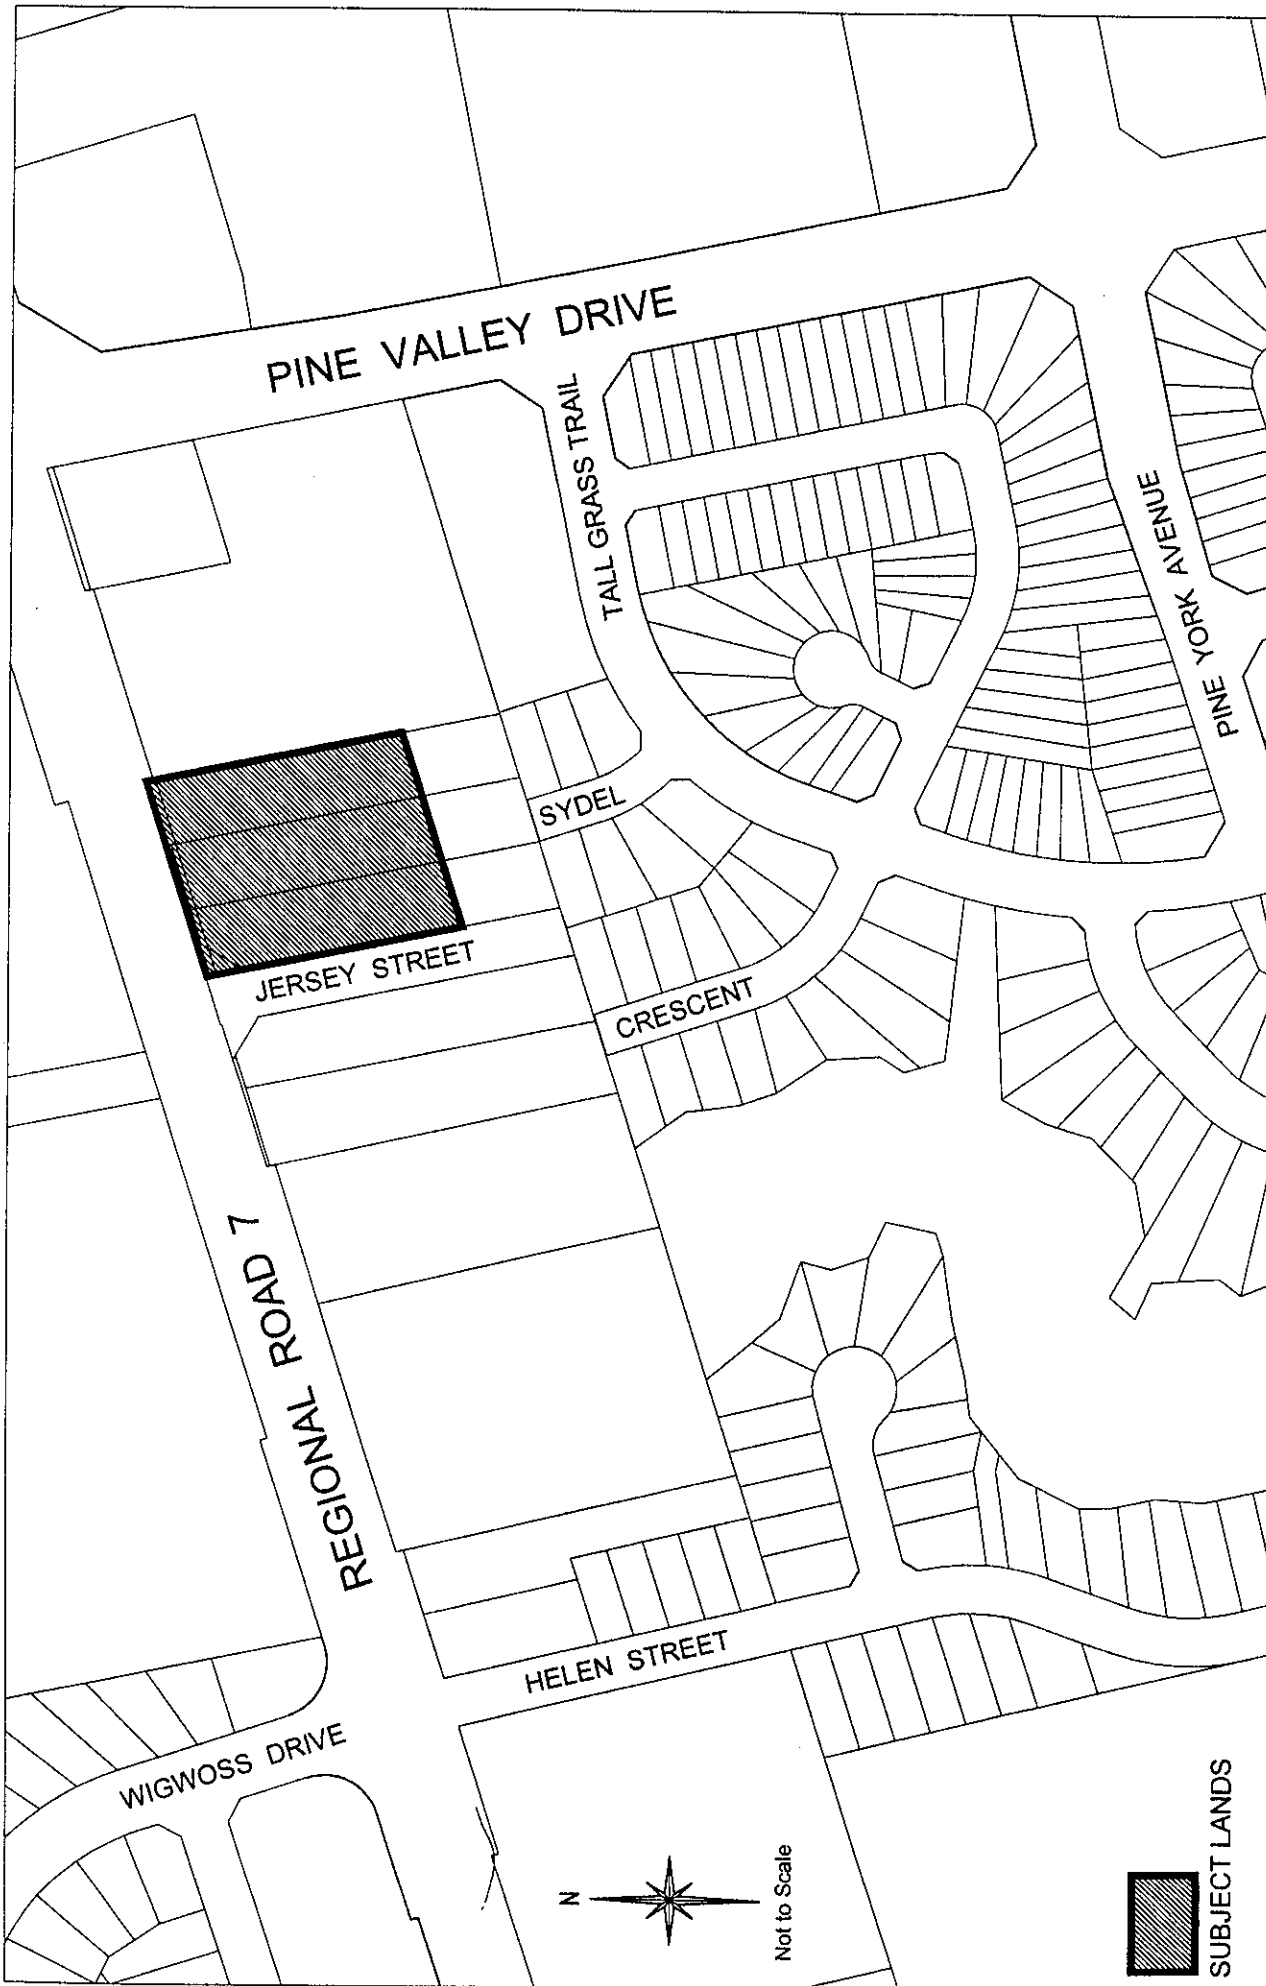 PINE VALLEY DRIVE
TALL GRASS TRAIL
PINE YORK AVENUE
SYDEL
CRESCENT
JERSEY STREET
REGIONAL ROAD 7
HELEN STREET
WIGWOSS DRIVE
N
Not to Scale
SUBJECT LANDS